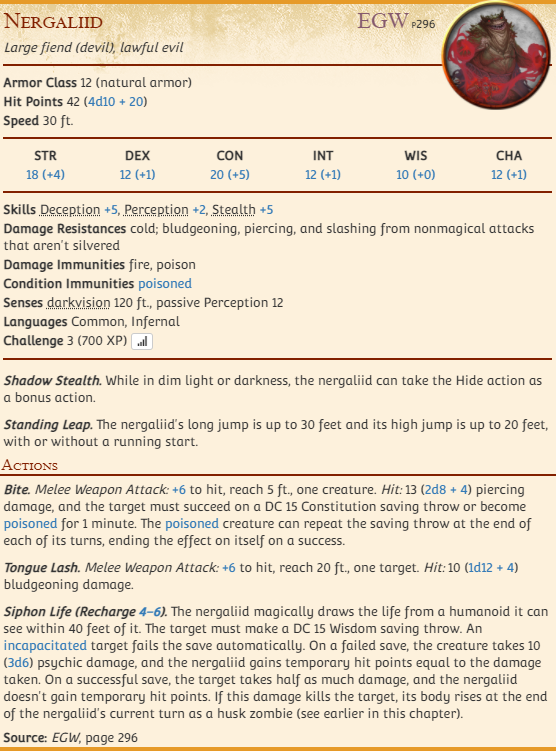 Nergaliid EGW p296
Large fiend (devil), lawful evil
Armor Class 12 (natural armor)
Hit Points 42 (4d10 + 20)
Speed 30 ft.
STR DEX CON INT WIS CHA
18 (+4) 12 (+1) 20 (+5) 12 (+1) 10 (+0) 12 (+1)
Skills Deception +5, Perception +2, Stealth +5
Damage Resistances cold; bludgeoning, piercing, and slashing from nonmagical attacks
that aren't silvered
Damage Immunities fire, poison
Condition Immunities poisoned
Senses darkvision 120 ft., passive Perception 12
Languages Common, Infernal
Challenge 3 (700 XP)
Shadow Stealth. While in dim light or darkness, the nergaliid can take the Hide action as
a bonus action.
Standing Leap. The nergaliid's long jump is up to 30 feet and its high jump is up to 20 feet,
with or without a running start.
Actions
Bite. Melee Weapon Attack: +6 to hit, reach 5 ft., one creature. Hit: 13 (2d8 + 4) piercing
damage, and the target must succeed on a DC 15 Constitution saving throw or become
poisoned for 1 minute. The poisoned creature can repeat the saving throw at the end of
each of its turns, ending the effect on itself on a success.
Tongue Lash. Melee Weapon Attack: +6 to hit, reach 20 ft., one target. Hit: 10 (1d12 + 4)
bludgeoning damage.
Siphon Life (Recharge 4–6). The nergaliid magically draws the life from a humanoid it can
see within 40 feet of it. The target must make a DC 15 Wisdom saving throw. An
incapacitated target fails the save automatically. On a failed save, the creature takes 10
(3d6) psychic damage, and the nergaliid gains temporary hit points equal to the damage
taken. On a successful save, the target takes half as much damage, and the nergaliid
doesn't gain temporary hit points. If this damage kills the target, its body rises at the end
of the nergaliid's current turn as a husk zombie (see earlier in this chapter).
Source: EGW, page 296